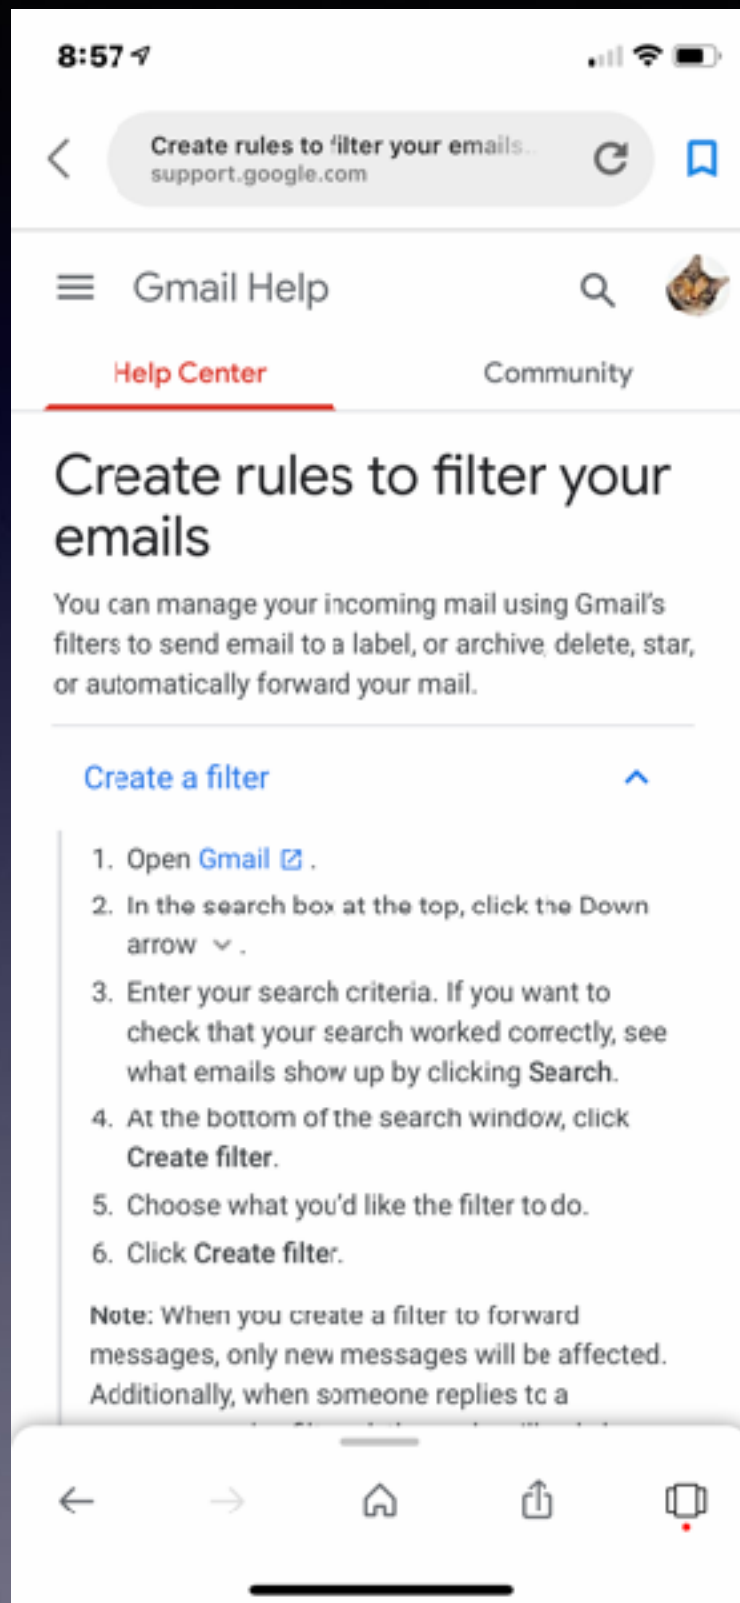 8:57
Create rules to filter your emails...
support.google.com
Gmail Help
Help Center
Community
Create rules to filter your
emails
You can manage your incoming mail using Gmail's
filters to send email to a label, or archive, delete, star,
or automatically forward your mail.
Create a filter
1. Open Gmail .
2. In the search box at the top, click the Down
arrow .
3. Enter your search criteria. If you want to
check that your search worked correctly, see
what emails show up by clicking Search.
4. At the bottom of the search window, click
Create filter.
5. Choose what you'd like the filter to do.
6. Click Create filter.
Note: When you create a filter to forward
messages, only new messages will be affected.
Additionally, when someone replies to a